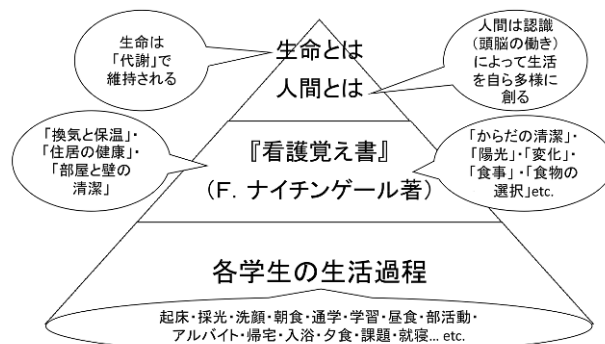 生命は
「代謝」で
維持される
生命とは
人間とは
人間は認識
(頭脳の働き)
によって生活
を自ら多様に
創る
「換気と保温」・
「住居の健康」・
「部屋と壁の
清潔」
『看護覚え書』
(F. ナイチンゲール著)
「からだの清潔」・
「陽光」・「変化」・
「食事」・「食物の
選択」etc.
各学生の生活過程
起床・採光・洗顔・朝食・通学・学習・昼食・部活動・
アルバイト・帰宅・入浴・夕食・課題・就寝... etc.